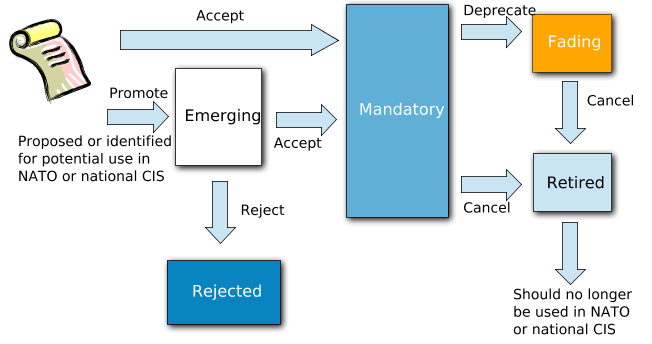 Accept
Deprecate
Fading
Promote
Emerging
Mandatory
Cancel
Accept
Proposed or identified
for potential use in
NATO or national CIS
Retired
Reject
Cancel
Rejected
Should no longer
be used in NATO
or national CIS